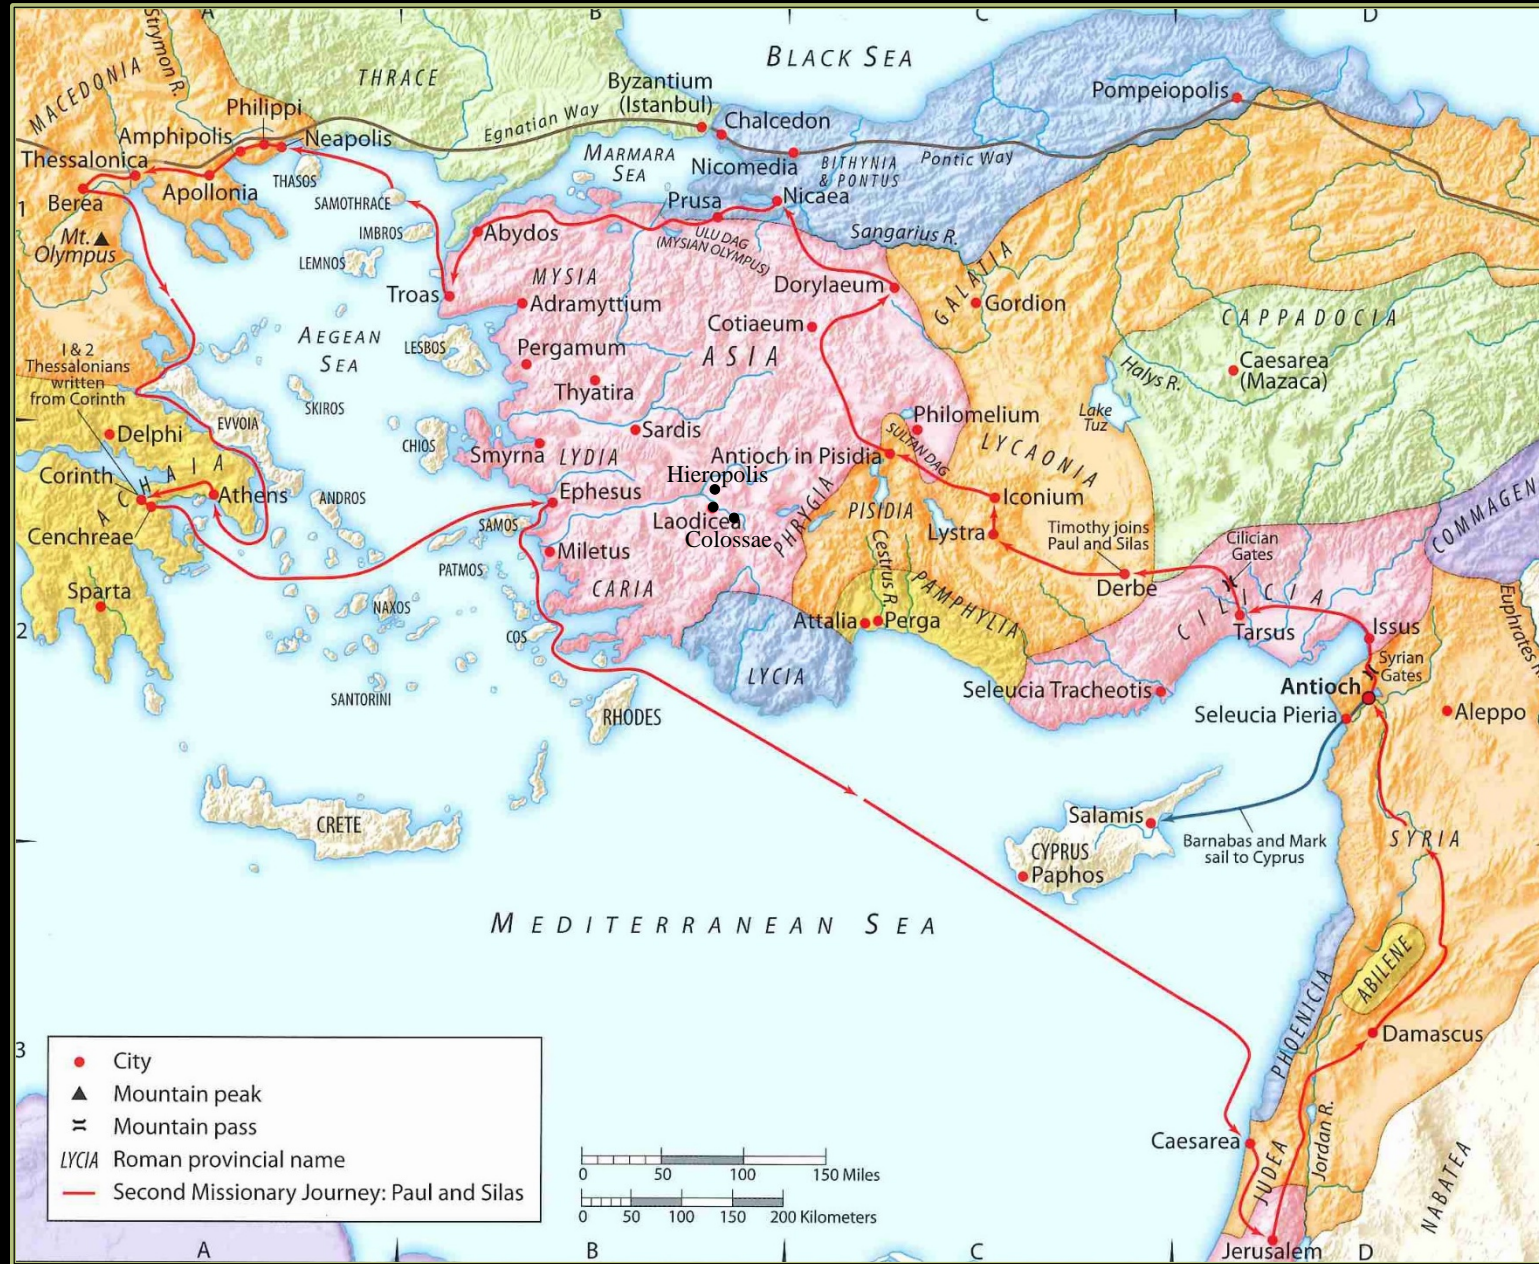 A
B
C
D
BLACK SEA
MACEDONIA
Strymon R.
THRACE
Byzantium
(Istanbul)
Pompeiopolis
Philippi
Amphipolis
Neapolis
Egnatian Way
Chalcedon
Thessalonica
MARMARA
SEA
Nicomedia
BITHYNIA
& PONTUS
Pontic Way
THASOS
Apollonia
SAMOTHRACE
Prusa
Nicaea
Berea
1
Mt.
Olympus
IMBROS
Abydos
ULU DAG
(MYSIAN OLYMPUS)
Sangarius R.
LEMNOS
MYSIA
GALATIA
Troas
Adramyttium
Dorylaeum
Gordion
Cotiaeum
CAPPADOCIA
AEGEAN
SEA
LESBOS
Pergamum
ASIA
1 & 2
Thessalonians
written
from Corinth
Thyatira
Halys R.
Caesarea
(Mazaca)
SKIROS
Lake
Tuz
Philomelium
EVVOIA
Delphi
CHIOS
Sardis
SULTAN DAG
LYCAONIA
Smyrna
LYDIA
Antioch in Pisidia
Corinth
ACHAIA
Athens
Hieropolis
ANDROS
Ephesus
Iconium
COMMAGEN
PHRYGIA
PISIDIA
Laodicea
Colossae
Cenchreae
SAMOS
Lystra
Timothy joins
Paul and Silas
Cilician
Gates
Miletus
Cestrus R.
PATMOS
Derbe
Sparta
CARIA
PAMPHYLIA
CILICIA
Euphrates R.
NAXOS
Attalia
Perga
2
COS
Tarsus
Issus
Syrian
Gates
LYCIA
SANTORINI
Seleucia Tracheotis
Antioch
RHODES
Seleucia Pieria
Aleppo
CRETE
Salamis
CYPRUS
Paphos
Barnabas and Mark
sail to Cyprus
SYRIA
MEDITERRANEAN SEA
ABILENE
PHOENICIA
Damascus
3
City
Mountain peak
Mountain pass
LYCIA Roman provincial name
Second Missionary Journey: Paul and Silas
Caesarea
JUDEA
Jordan R.
NABATEA
0 50 100 150 Miles
0 50 100 150 200 Kilometers
Jerusalem
A
B
C
D